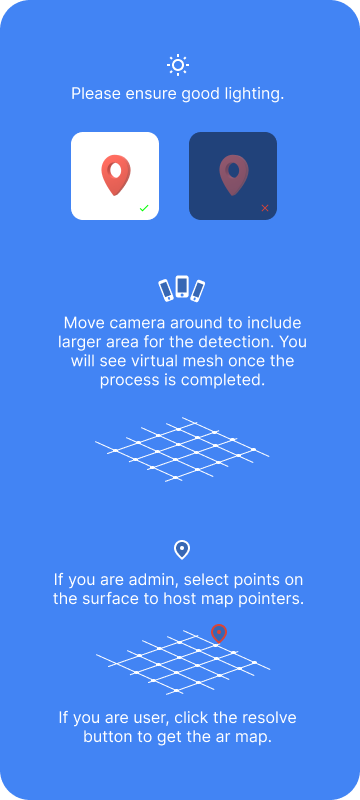 Please ensure good lighting.
Move camera around to include
larger area for the detection. You
will see virtual mesh once the
process is completed.
If you are admin, select points on
the surface to host map pointers.
If you are user, click the resolve
button to get the ar map.